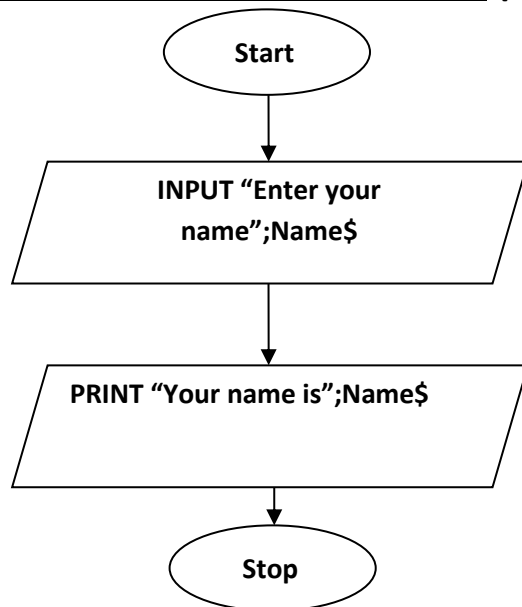 Start
INPUT “Enter your
name”;Name$
PRINT “Your name is”;Name$
Stop